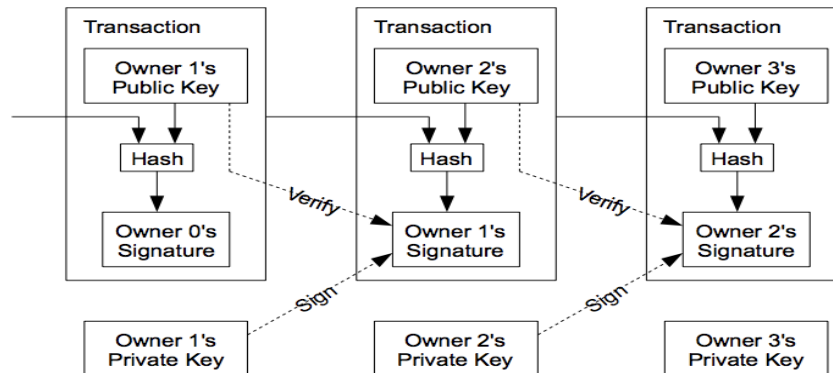 Transaction
Transaction
Transaction
Owner 1's
Public Key
Owner 2's
Public Key
Owner 3's
Public Key
Hash
Hash
Hash
Verify
Verify
Owner 0's
Signature
Owner 1's
Signature
Owner 2's
Signature
Sign
Sign
Owner 1's
Private Key
Owner 2's
Private Key
Owner 3's
Private Key